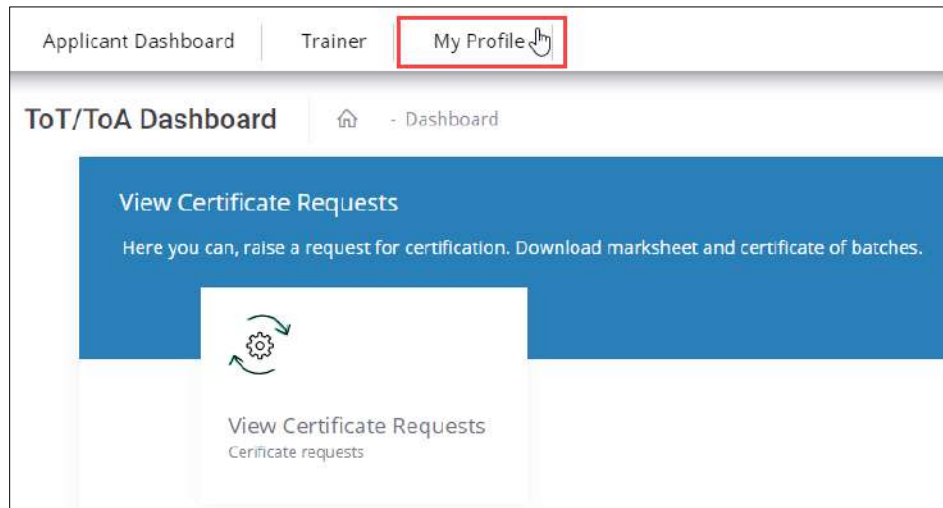 Applicant Dashboard Trainer My Profile
ToT/ToA Dashboard - Dashboard
View Certificate Requests
Here you can, raise a request for certification. Download marksheet and certificate of batches.
View Certificate Requests
Cerificate requests